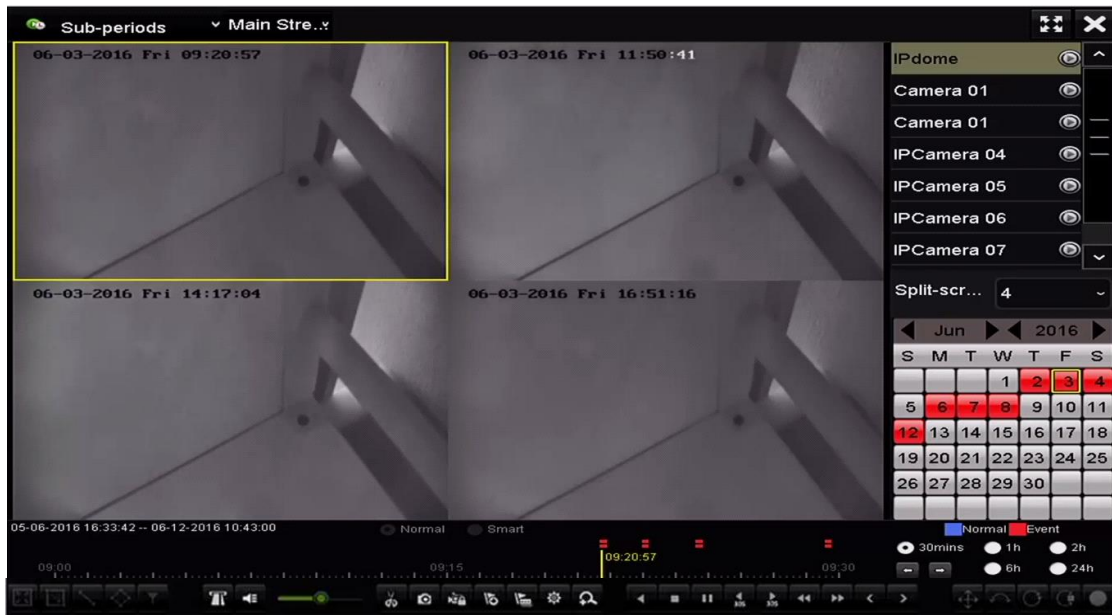 Sub-periods Main Stre..
06-03-2016 Fri 09:20:57
06-03-2016 Fri 11:50:41
06-03-2016 Fri 14:17:04
06-03-2016 Fri 16:51:16
IPdome
Camera 01
Camera 01
IPCamera 04
IPCamera 05
IPCamera 06
IPCamera 07
Split-scr... 4
Jun 2016
S M T W T F S
1 2 3 4
5 6 7 8 9 10 11
12 13 14 15 16 17 18
19 20 21 22 23 24 25
26 27 28 29 30
05-06-2016 16:33:42 -- 06-12-2016 10:43:00 Normal Smart
Normal Event
09:20:57
09:00 09:15 09:30
30mins 1h 2h
6h 24h
30s 30s